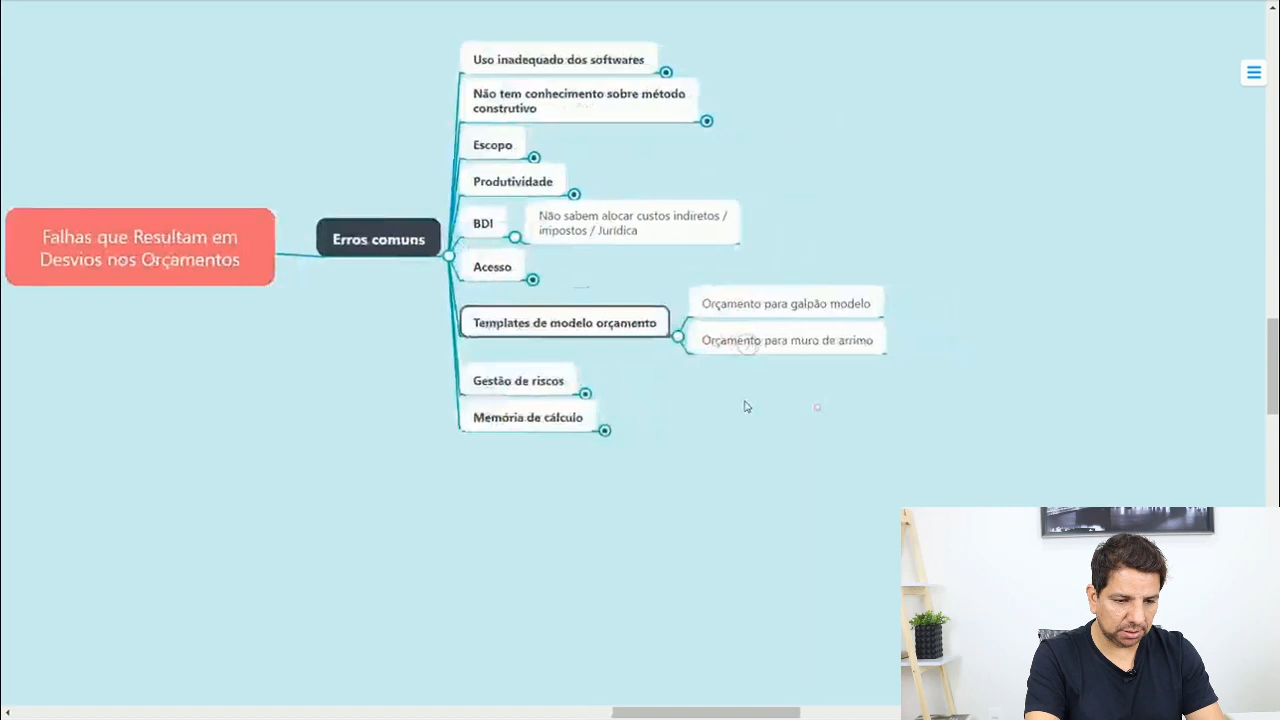 Uso inadequado dos softwares
Não tem conhecimento sobre método
construtivo
Escopo
Produtividade
BDI
Não sabem alocar custos indiretos /
impostos / Jurídica
Falhas que Resultam em
Desvios nos Orçamentos
Erros comuns
Acesso
Templates de modelo orçamento
Orçamento para galpão modelo
Orçamento para muro de arrimo
Gestão de riscos
Memória de cálculo